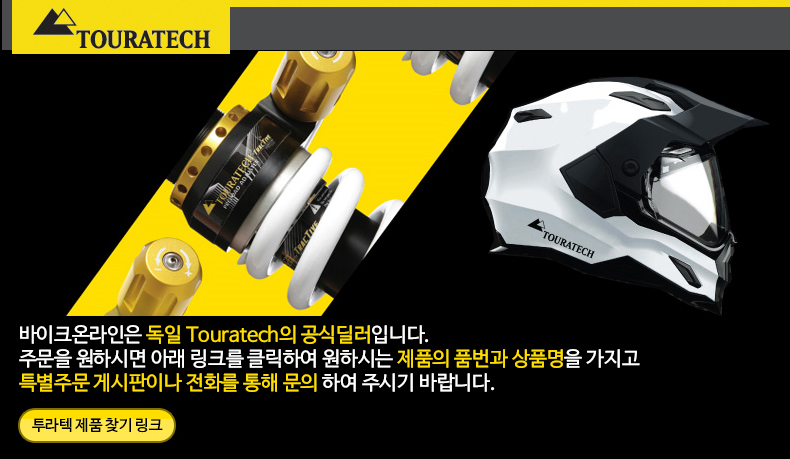 TOURATECH
TOURATECH
TracTive
TracTive
TOURATECH
바이크온라인은 독일 Touratech의 공식딜러입니다.
주문을 원하시면 아래 링크를 클릭하여 원하시는 제품의 품번과 상품명을 가지고
특별주문 게시판이나 전화를 통해 문의 하여 주시기 바랍니다.
투라텍 제품 찾기 링크